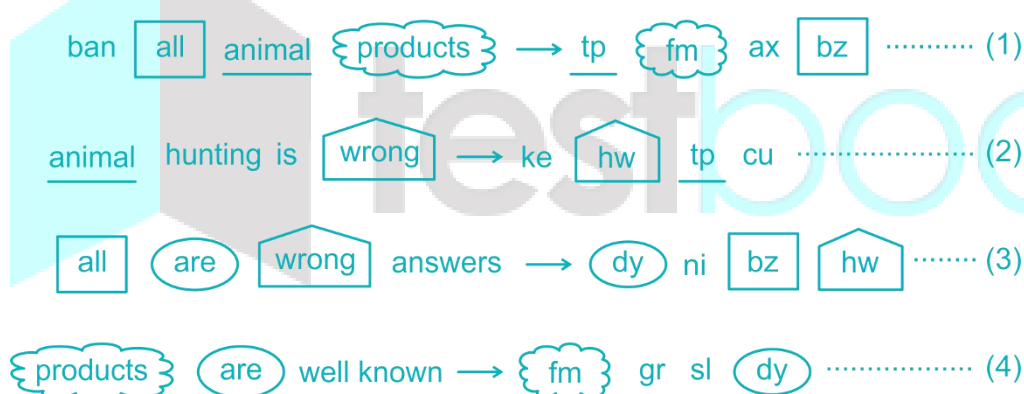 ban all animal products → tp fm ax bz ........... (1)
animal hunting is wrong → ke hw tp cu ...................... (2)
all are wrong answers → dy ni bz hw ........ (3)
products are well known → fm gr sl dy .................. (4)
testboo